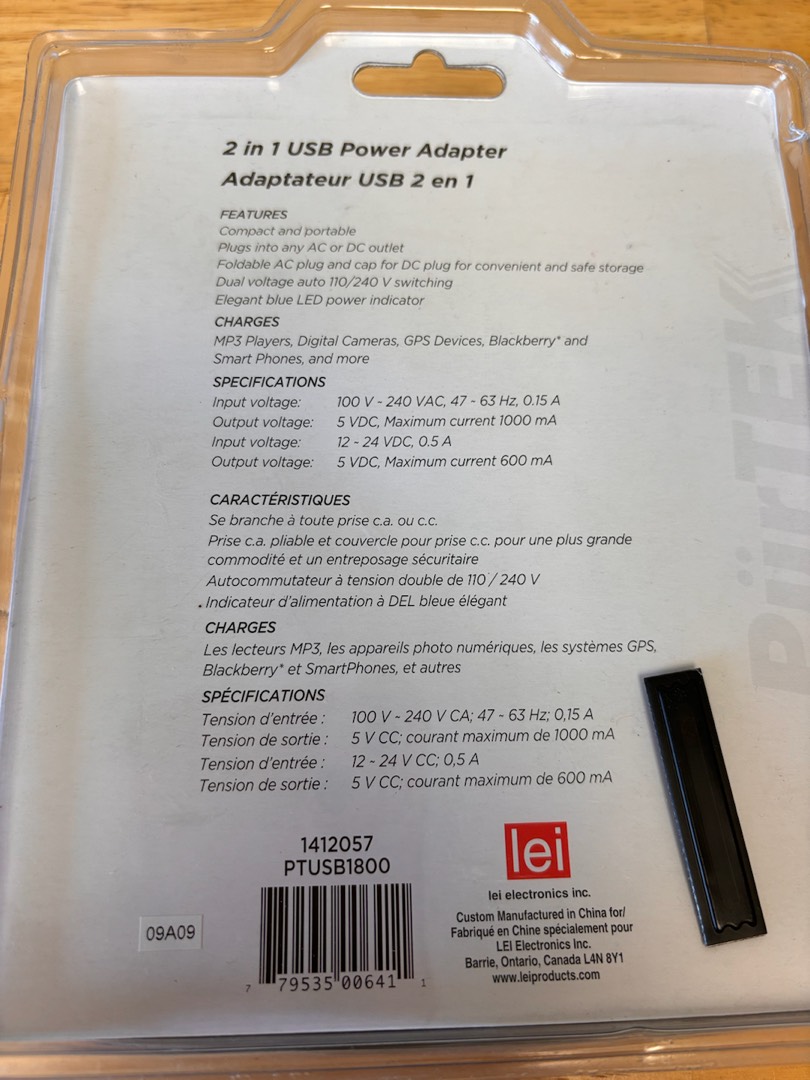 2 in 1 USB Power Adapter
Adaptateur USB 2 en 1
FEATURES
Compact and portable
Plugs into any AC or DC outlet
Foldable AC plug and cap for DC plug for convenient and safe storage
Dual voltage auto 110/240 V switching
Elegant blue LED power indicator
CHARGES
MP3 Players, Digital Cameras, GPS Devices, Blackberry* and
Smart Phones, and more
SPECIFICATIONS
Input voltage: 100 V - 240 VAC, 47 - 63 Hz, 0.15 A
Output voltage: 5 VDC, Maximum current 1000 mA
Input voltage: 12 - 24 VDC, 0.5 A
Output voltage: 5 VDC, Maximum current 600 mA
CARACTÉRISTIQUES
Se branche à toute prise c.a. ou c.c.
Prise c.a. pliable et couvercle pour prise c.c. pour une plus grande
commodité et un entreposage sécuritaire
Autocommutateur à tension double de 110 / 240 V
Indicateur d'alimentation à DEL bleue élégant
CHARGES
Les lecteurs MP3, les appareils photo numériques, les systèmes GPS,
Blackberry* et SmartPhones, et autres
SPÉCIFICATIONS
Tension d'entrée : 100 V - 240 V CA; 47 - 63 Hz; 0,15 A
Tension de sortie : 5 V CC; courant maximum de 1000 mA
Tension d'entrée : 12 - 24 V CC; 0,5 A
Tension de sortie : 5 V CC; courant maximum de 600 mA
PiirTEK
1412057
PTUSB1800
09A09
7 79535 00641 1
lei
lei electronics inc.
Custom Manufactured in China for/
Fabriqué en Chine spécialement pour
LEI Electronics Inc.
Barrie, Ontario, Canada L4N 8Y1
www.leiproducts.com